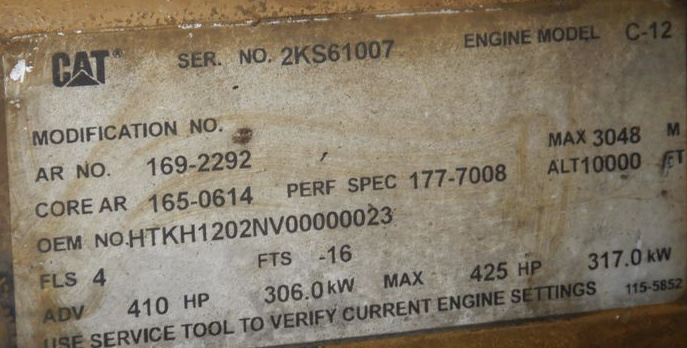 CAT® SER. NO. 2KS61007 ENGINE MODEL C-12
MODIFICATION NO.
AR NO. 169-2292 MAX 3048 M
CORE AR 165-0614 PERF SPEC 177-7008 ALT 10000 FT
OEM NO. HTKH1202NV00000023
FLS 4 FTS -16
ADV 410 HP 306.0 kW MAX 425 HP 317.0 kW
USE SERVICE TOOL TO VERIFY CURRENT ENGINE SETTINGS 115-5852